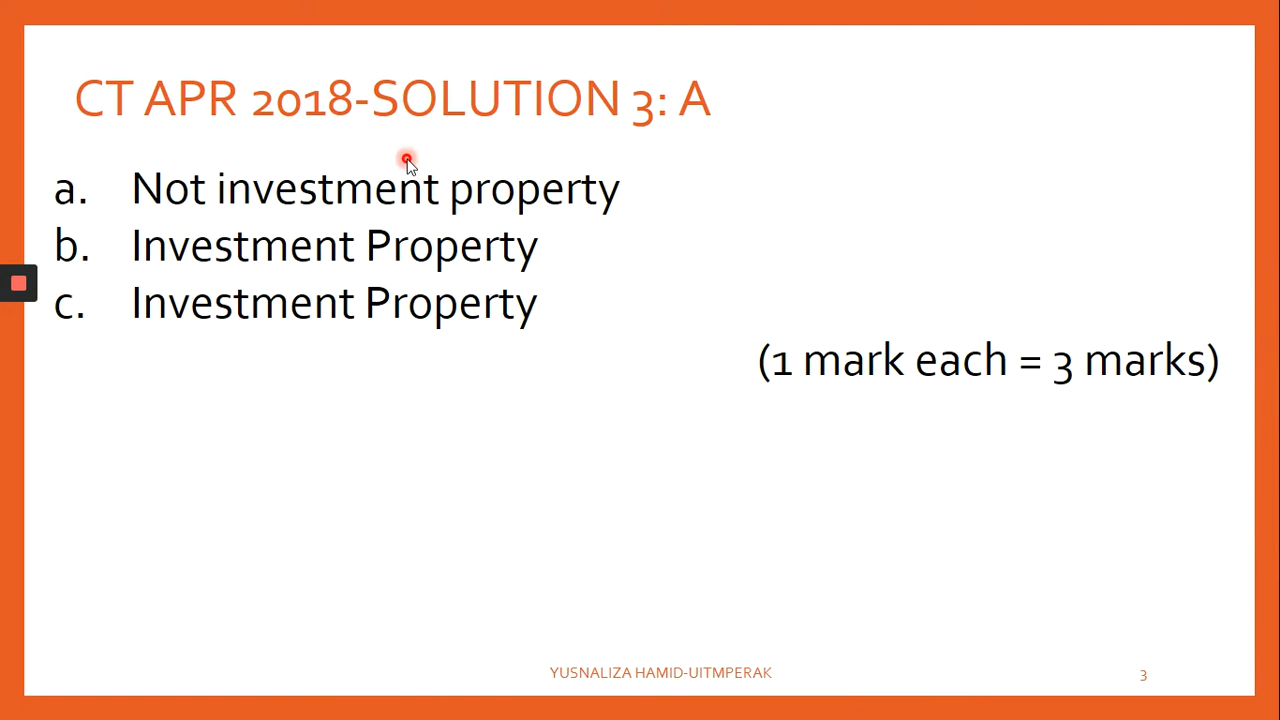 CT APR 2018-SOLUTION 3: A
a. Not investment property
b. Investment Property
c. Investment Property
(1 mark each = 3 marks)
YUSNALIZA HAMID-UITMPERAK 3